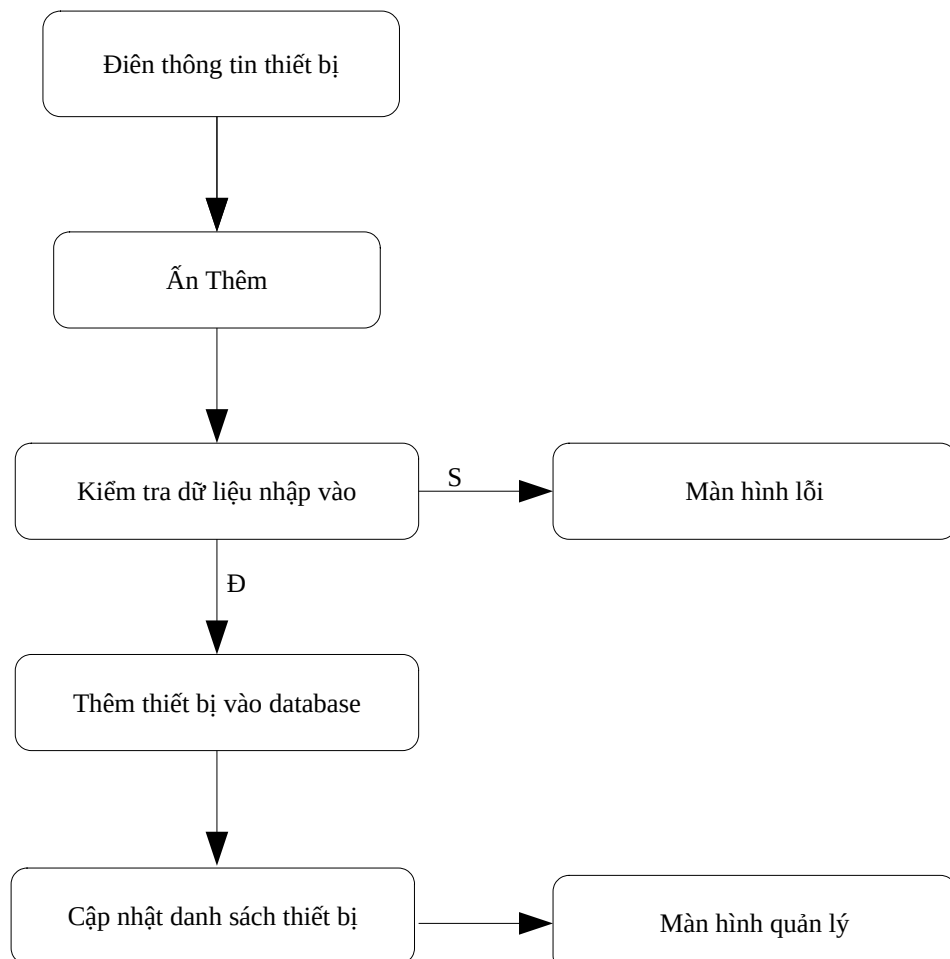 Điên thông tin thiết bị
Ấn Thêm
Kiểm tra dữ liệu nhập vào
S
Màn hình lỗi
Đ
Thêm thiết bị vào database
Cập nhật danh sách thiết bị
Màn hình quản lý